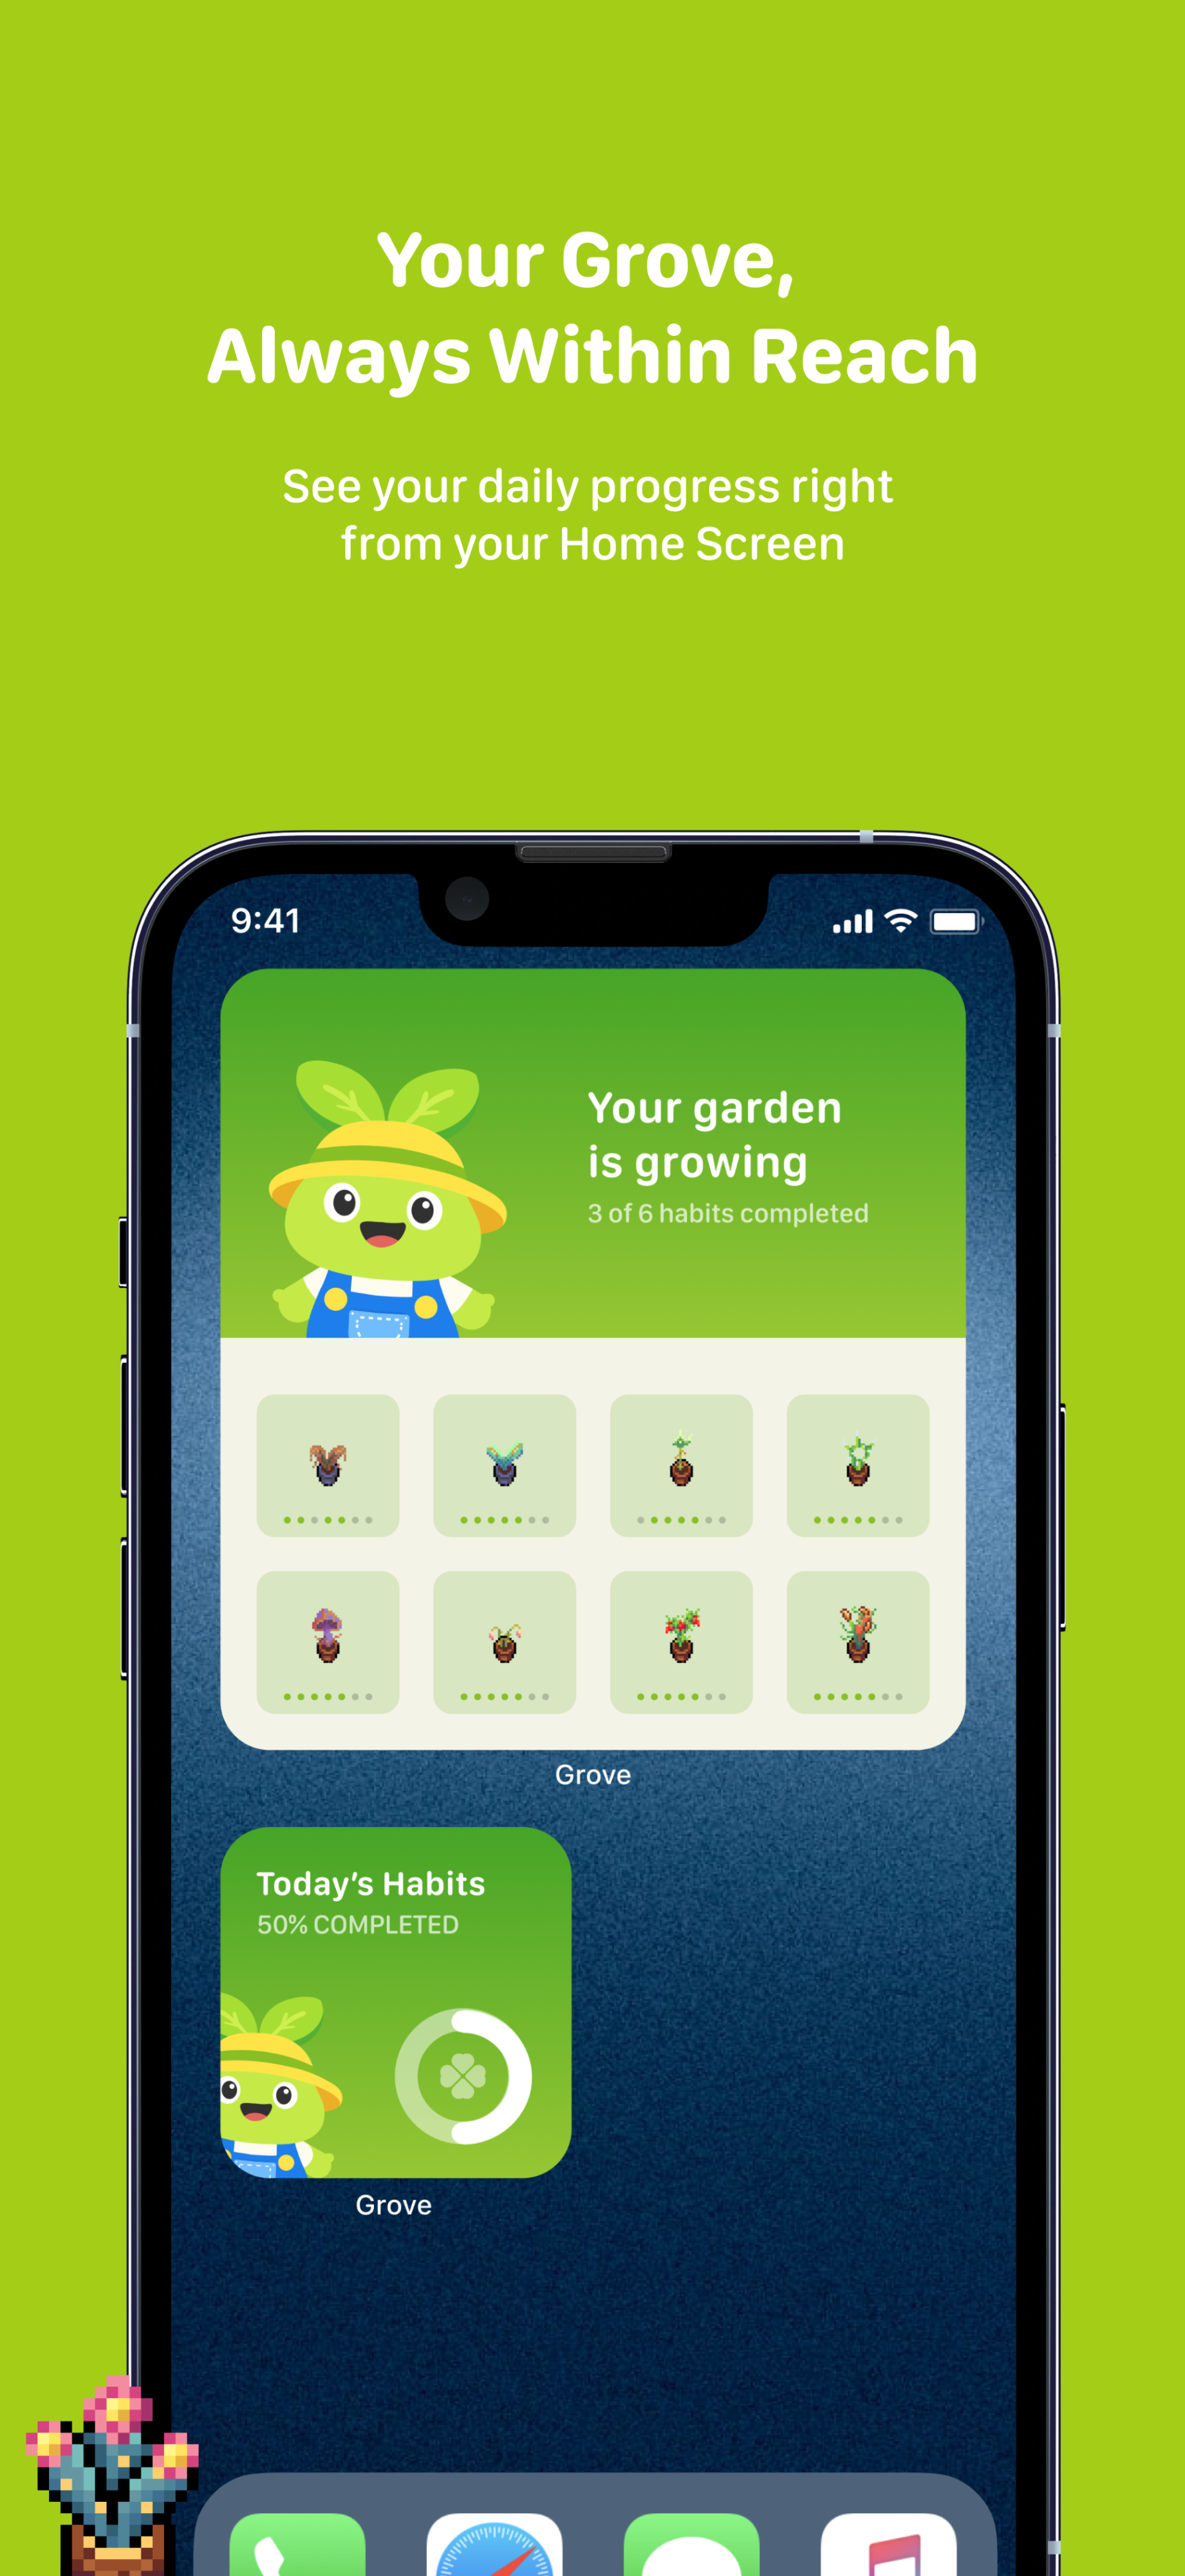 Your Grove,
Always Within Reach
See your daily progress right
from your Home Screen
9:41
Your garden
is growing
3 of 6 habits completed
Grove
Today's Habits
50% COMPLETED
Grove